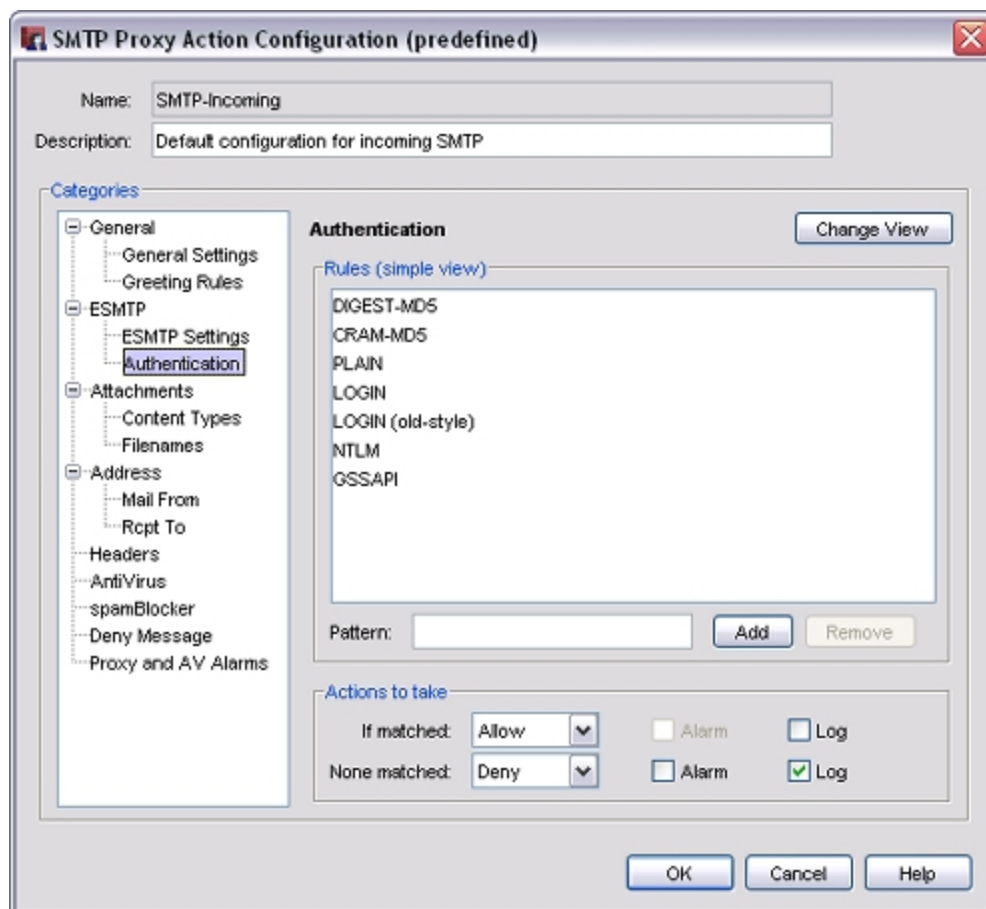 SMTP Proxy Action Configuration (predefined)
Name: SMTP-Incoming
Description: Default configuration for incoming SMTP
Categories
General
General Settings
Greeting Rules
ESMTP
ESMTP Settings
Authentication
Attachments
Content Types
Filenames
Address
Mail From
Rcpt To
Headers
AntiVirus
spamBlocker
Deny Message
Proxy and AV Alarms
Authentication
Change View
Rules (simple view)
DIGEST-MD5
CRAM-MD5
PLAIN
LOGIN
LOGIN (old-style)
NTLM
GSSAPI
Pattern: Add Remove
Actions to take
If matched: Allow Alarm Log
None matched: Deny Alarm Log
OK Cancel Help